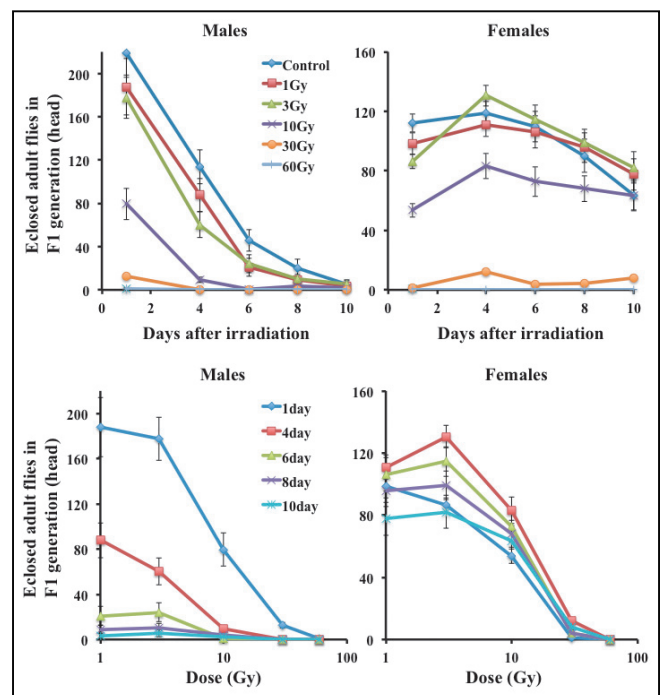 Males
Females
Eclosed adult flies in
F1 generation (head)
200
160
120
80
40
0
Control
1Gy
3Gy
10Gy
30Gy
60Gy
0 2 4 6 8 10
Days after irradiation
160
120
80
40
0
0 2 4 6 8 10
Days after irradiation
Males
Females
Eclosed adult flies in
F1 generation (head)
200
160
120
80
40
0
1day
4day
6day
8day
10day
1 10 100
Dose (Gy)
160
120
80
40
0
1 10 100
Dose (Gy)